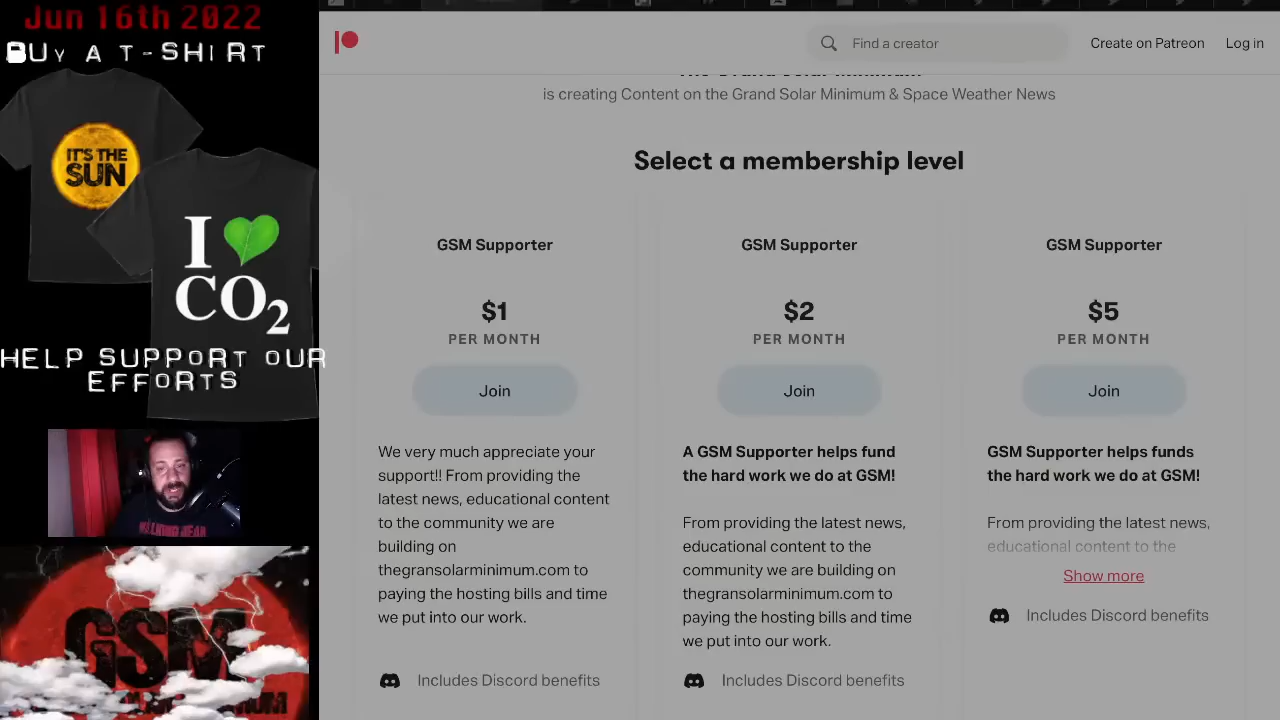 Jun 16th 2022
BUY A T-SHIRT
IT'S THE
SUN
I
CO2
HELP SUPPORT OUR
EFFORTS
WALKING DEAD
GSM
Find a creator
Create on Patreon
Log in
The Grand Solar Minimum
is creating Content on the Grand Solar Minimum & Space Weather News
Select a membership level
GSM Supporter
$1
PER MONTH
Join
We very much appreciate your
support!! From providing the
latest news, educational content
to the community we are
building on
thegransolarminimum.com to
paying the hosting bills and time
we put into our work.
Includes Discord benefits
GSM Supporter
$2
PER MONTH
Join
A GSM Supporter helps fund
the hard work we do at GSM!
From providing the latest news,
educational content to the
community we are building on
thegransolarminimum.com to
paying the hosting bills and time
we put into our work.
Includes Discord benefits
GSM Supporter
$5
PER MONTH
Join
GSM Supporter helps funds
the hard work we do at GSM!
From providing the latest news,
educational content to the
Show more
Includes Discord benefits